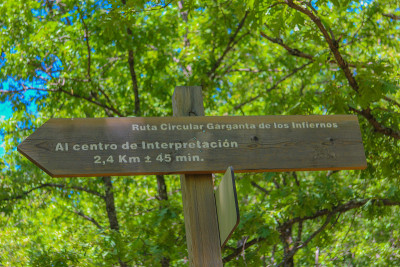 Ruta Circular Garganta de los Infiernos
Al centro de Interpretación
2,4 Km ± 45 min.